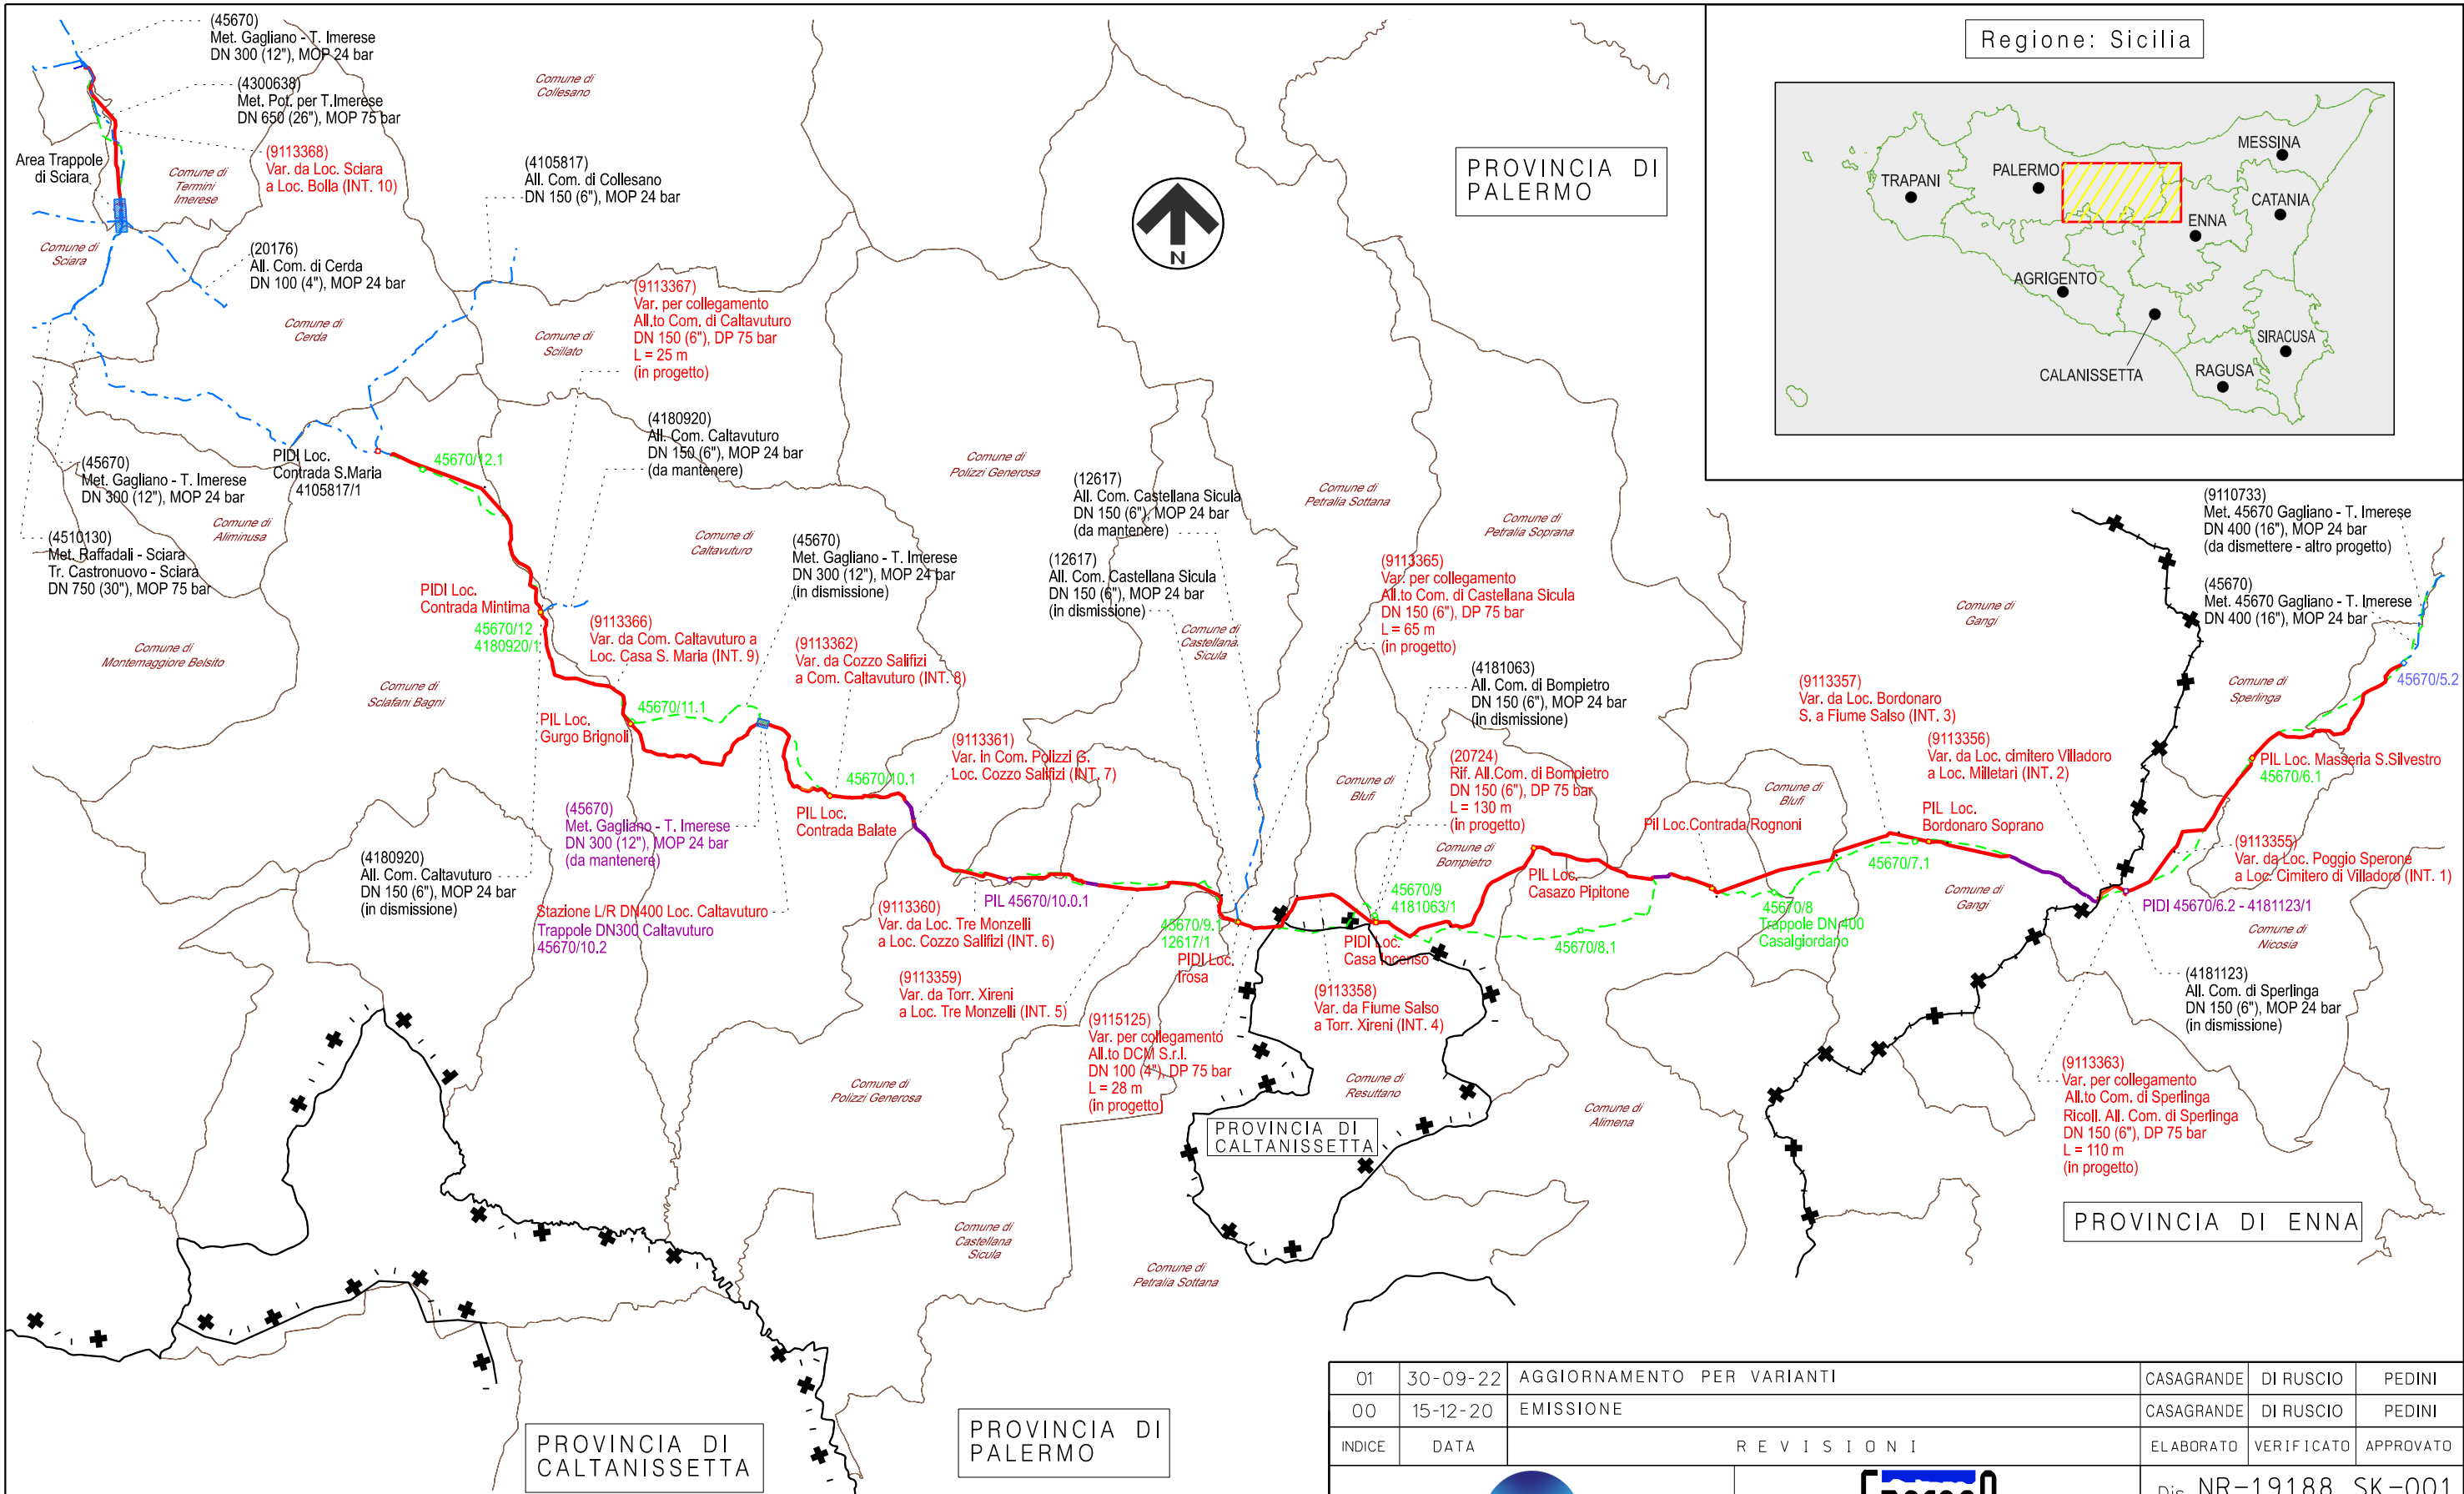 (45670)
Met. Gagliano - T. Imerese
DN 300 (12"), MOP 24 bar
(4300638)
Met. Pot. per T.Imerese
DN 650 (26"), MOP 75 bar
(9113368)
Var. da Loc. Sciara
a Loc. Bolla (INT. 10)
Area Trappole
di Sciara
Comune di
Termini
Imerese
Comune di
Sciara
(20176)
All. Com. di Cerda
DN 100 (4"), MOP 24 bar
Comune di
Cerda
Comune di
Collesano
(4105817)
All. Com. di Collesano
DN 150 (6"), MOP 24 bar
Comune di
Scillato
(9113367)
Var. per collegamento
All.to Com. di Caltavuturo
DN 150 (6"), DP 75 bar
L = 25 m
(in progetto)
N
PROVINCIA DI
PALERMO
Regione: Sicilia
TRAPANI
PALERMO
MESSINA
CATANIA
ENNA
AGRIGENTO
CALANISSETTA
SIRACUSA
RAGUSA
(45670)
Met. Gagliano - T. Imerese
DN 300 (12"), MOP 24 bar
PIDI Loc.
Contrada S.Maria
4105817/1
45670/12.1
(4180920)
All. Com. Caltavuturo
DN 150 (6"), MOP 24 bar
(da mantenere)
Comune di
Aliminusa
(4510130)
Met. Raffadali - Sciara
Tr. Castronuovo - Sciara
DN 750 (30"), MOP 75 bar
Comune di
Montemaggiore Belsito
Comune di
Sclafani Bagni
PIDI Loc.
Contrada Mintima
45670/12
4180920/1
Comune di
Caltavuturo
(9113366)
Var. da Com. Caltavuturo a
Loc. Casa S. Maria (INT. 9)
(45670)
Met. Gagliano - T. Imerese
DN 300 (12"), MOP 24 bar
(in dismissione)
(9113362)
Var. da Cozzo Salifizi
a Com. Caltavuturo (INT. 8)
PIL Loc.
Gurgo Brignoli
45670/11.1
45670/10.1
PIL Loc.
Contrada Balate
(45670)
Met. Gagliano - T. Imerese
DN 300 (12"), MOP 24 bar
(da mantenere)
(4180920)
All. Com. Caltavuturo
DN 150 (6"), MOP 24 bar
(in dismissione)
Stazione L/R DN400 Loc. Caltavuturo
Trappole DN300 Caltavuturo
45670/10.2
Comune di
Polizzi Generosa
(12617)
All. Com. Castellana Sicula
DN 150 (6"), MOP 24 bar
(da mantenere)
(12617)
All. Com. Castellana Sicula
DN 150 (6"), MOP 24 bar
(in dismissione)
Comune di
Castellana
Sicula
Comune di
Petralia Sottana
Comune di
Petralia Soprana
(9113365)
Var. per collegamento
All.to Com. di Castellana Sicula
DN 150 (6"), DP 75 bar
L = 65 m
(in progetto)
(4181063)
All. Com. di Bompietro
DN 150 (6"), MOP 24 bar
(in dismissione)
(9113361)
Var. in Com. Polizzi G.
Loc. Cozzo Salifizi (INT. 7)
PIL 45670/10.0.1
(9113360)
Var. da Loc. Tre Monzelli
a Loc. Cozzo Salifizi (INT. 6)
(9113359)
Var. da Torr. Xireni
a Loc. Tre Monzelli (INT. 5)
45670/9.1
12617/1
PIDI Loc.
Irosa
(9115125)
Var. per collegamento
All.to DCM S.r.l.
DN 100 (4"), DP 75 bar
L = 28 m
(in progetto)
Comune di
Blufi
(20724)
Rif. All.Com. di Bompietro
DN 150 (6"), DP 75 bar
L = 130 m
(in progetto)
Comune di
Bompietro
45670/9
4181063/1
PIDI Loc.
Casa Incenso
(9113358)
Var. da Fiume Salso
a Torr. Xireni (INT. 4)
PIL Loc.
Casazo Pipitone
45670/8.1
Pil Loc.Contrada Rognoni
Comune di
Blufi
45670/8
Trappole DN 400
Casalgiordano
(9113357)
Var. da Loc. Bordonaro
S. a Fiume Salso (INT. 3)
(9113356)
Var. da Loc. cimitero Villadoro
a Loc. Milletarì (INT. 2)
PIL Loc.
Bordonaro Soprano
45670/7.1
Comune di
Gangi
Comune di
Gangi
(9110733)
Met. 45670 Gagliano - T. Imerese
DN 400 (16"), MOP 24 bar
(da dismettere - altro progetto)
(45670)
Met. 45670 Gagliano - T. Imerese
DN 400 (16"), MOP 24 bar
Comune di
Sperlinga
45670/5.2
PIL Loc. Masseria S.Silvestro
45670/6.1
(9113355)
Var. da Loc. Poggio Sperone
a Loc. Cimitero di Villadoro (INT. 1)
PIDI 45670/6.2 - 4181123/1
Comune di
Nicosia
(4181123)
All. Com. di Sperlinga
DN 150 (6"), MOP 24 bar
(in dismissione)
(9113363)
Var. per collegamento
All.to Com. di Sperlinga
Ricoll. All. Com. di Sperlinga
DN 150 (6"), DP 75 bar
L = 110 m
(in progetto)
Comune di
Polizzi Generosa
Comune di
Resuttano
Comune di
Alimena
PROVINCIA DI
CALTANISSETTA
PROVINCIA DI ENNA
Comune di
Castellana
Sicula
Comune di
Petralia Sottana
PROVINCIA DI
CALTANISSETTA
PROVINCIA DI
PALERMO
01 30-09-22 AGGIORNAMENTO PER VARIANTI CASAGRANDE DI RUSCIO PEDINI
00 15-12-20 EMISSIONE CASAGRANDE DI RUSCIO PEDINI
INDICE DATA REVISIONI ELABORATO VERIFICATO APPROVATO
Dis. NR-19188 SK-001